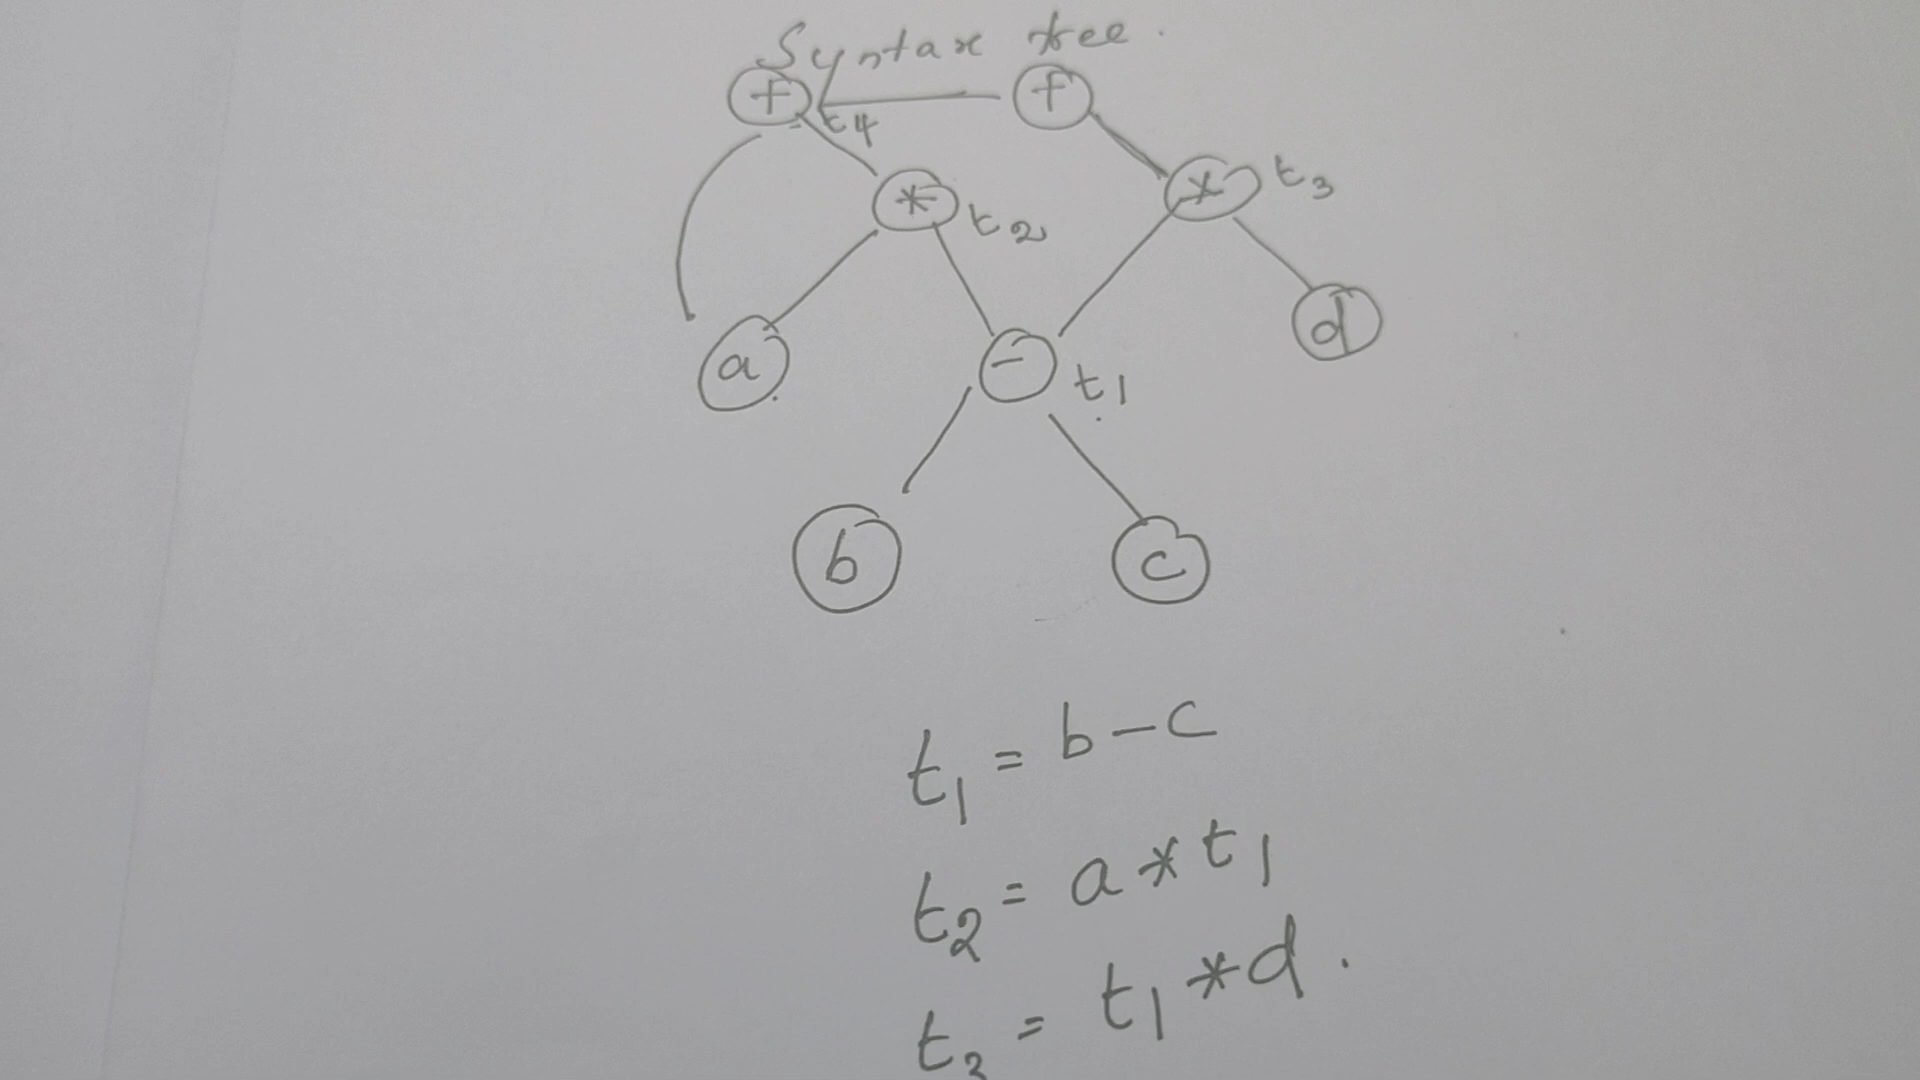 Syntax tree.
+ t4 +
* t2 * t3
a - t1 d
b c
t1 = b - c
t2 = a * t1
t3 = t1 * d.